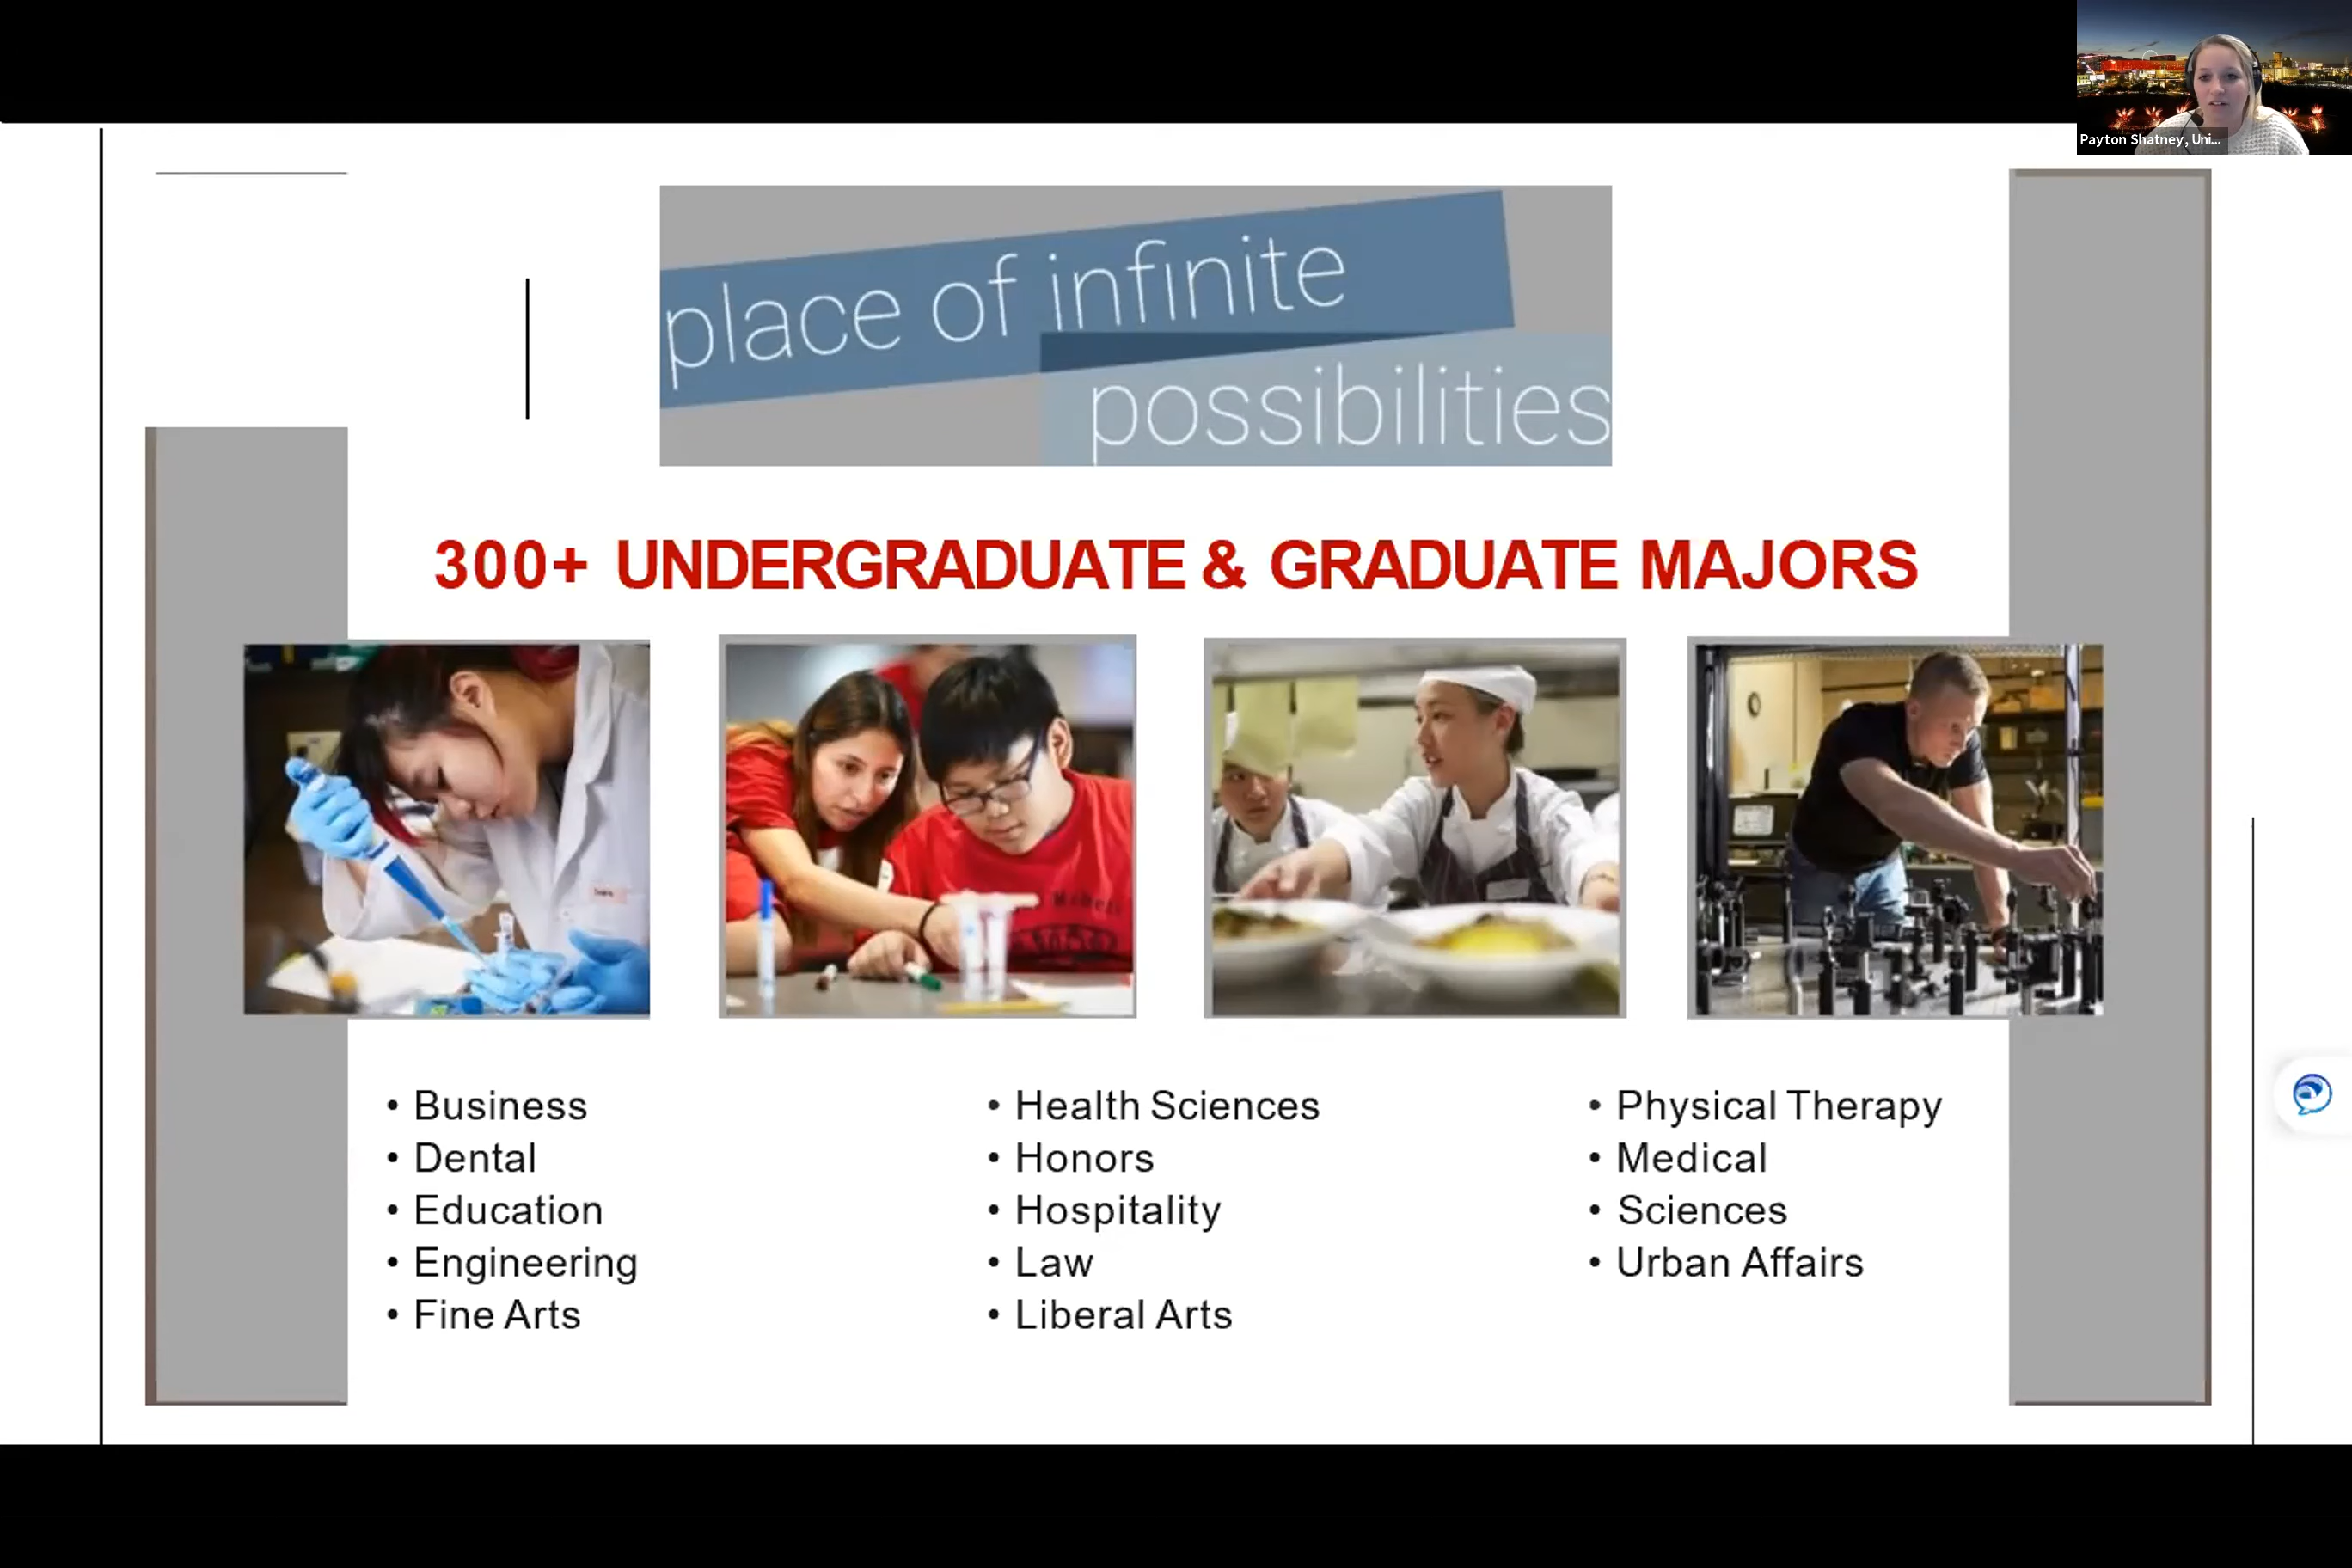 Payton Shatney, Uni...
place of infinite
possibilities
300+ UNDERGRADUATE & GRADUATE MAJORS
• Business
• Dental
• Education
• Engineering
• Fine Arts
• Health Sciences
• Honors
• Hospitality
• Law
• Liberal Arts
• Physical Therapy
• Medical
• Sciences
• Urban Affairs